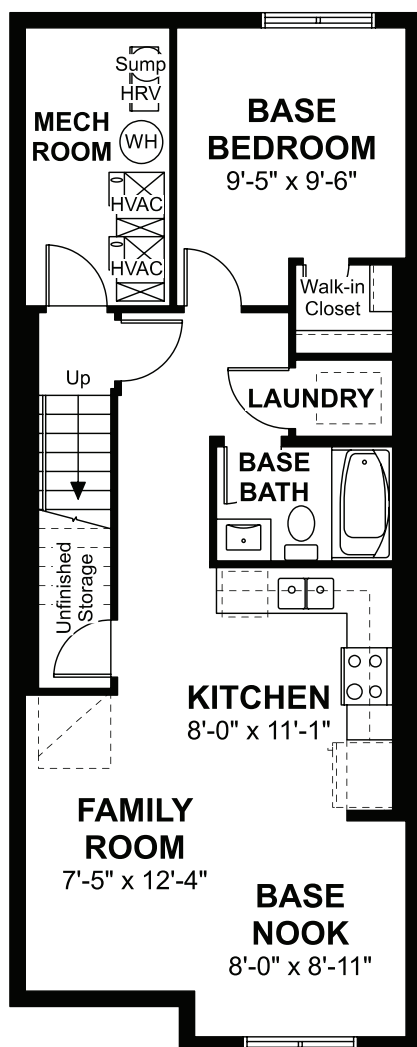 Sump
HRV
MECH
ROOM
WH
HVAC
HVAC
BASE
BEDROOM
9'-5" x 9'-6"
Walk-in
Closet
Up
LAUNDRY
BASE
BATH
Unfinished
Storage
KITCHEN
8'-0" x 11'-1"
FAMILY
ROOM
7'-5" x 12'-4"
BASE
NOOK
8'-0" x 8'-11"